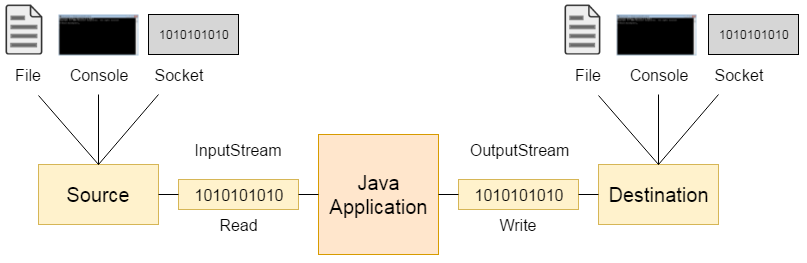 1010101010
1010101010
File Console Socket
File Console Socket
InputStream
OutputStream
Source
1010101010
Java
Application
1010101010
Destination
Read
Write